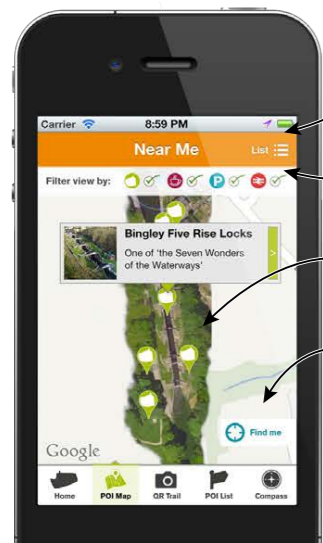 Carrier 8:59 PM
Near Me List
Filter view by: P
Bingley Five Rise Locks
One of 'the Seven Wonders
of the Waterways'
>
Find me
Google
Home POI Map QR Trail POI List Compass